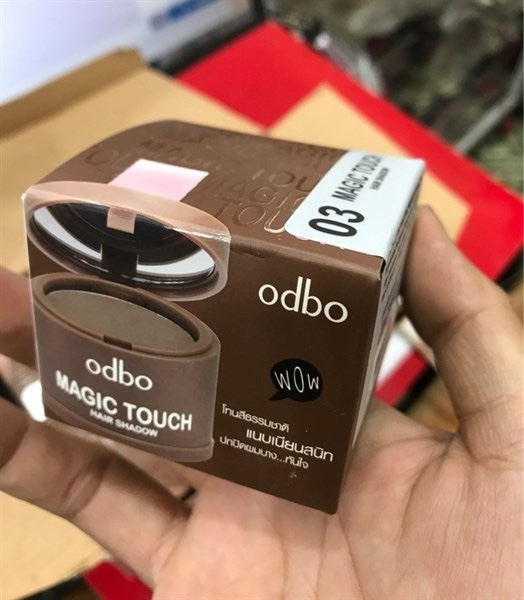 03 MAGIC TOUCH
HAIR SHADOW
odbo
WOW
โทนสีธรรมชาติ
แนบเนียนสนิท
ปกปิดผมบาง...ทันใจ
odbo
MAGIC TOUCH
HAIR SHADOW